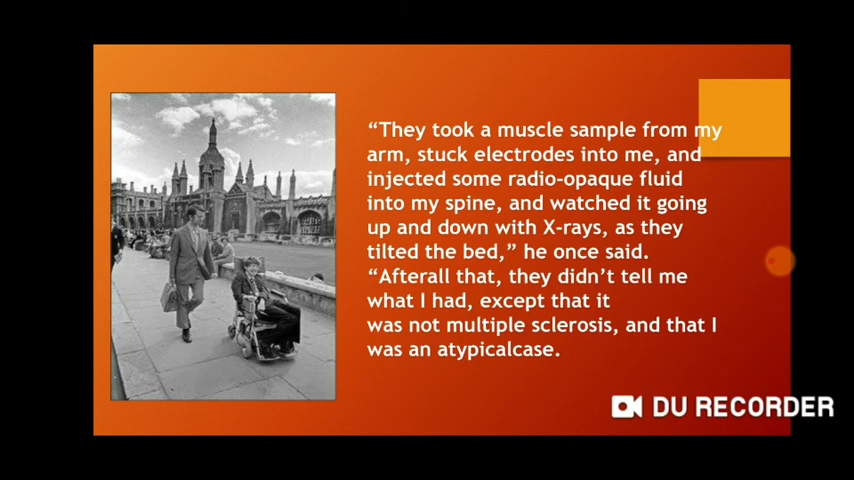 “They took a muscle sample from my
arm, stuck electrodes into me, and
injected some radio-opaque fluid
into my spine, and watched it going
up and down with X-rays, as they
tilted the bed,” he once said.
“Afterall that, they didn’t tell me
what I had, except that it
was not multiple sclerosis, and that I
was an atypicalcase.
DU RECORDER